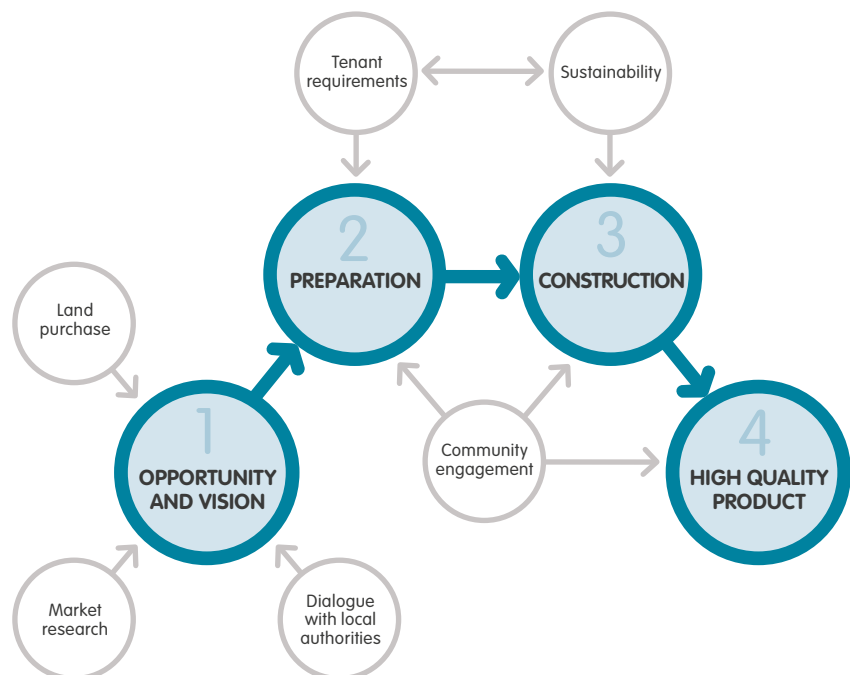 Tenant
requirements
Sustainability
2
PREPARATION
3
CONSTRUCTION
Land
purchase
1
OPPORTUNITY
AND VISION
Community
engagement
4
HIGH QUALITY
PRODUCT
Market
research
Dialogue
with local
authorities